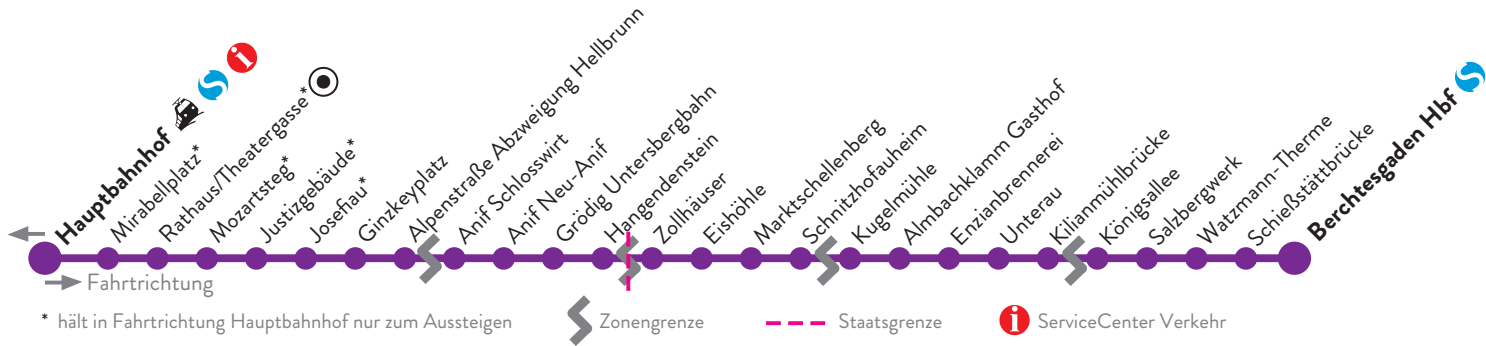 Hauptbahnhof
Mirabellplatz*
Rathaus/Theatergasse*
Mozartsteg*
Justizgebäude*
Josefiau*
Ginzkeyplatz
Alpenstraße Abzweigung Hellbrunn
Anif Schlosswirt
Anif Neu-Anif
Grödig Untersbergbahn
Hangendenstein
Zollhäuser
Eishöhle
Marktschellenberg
Schnitzhofauheim
Kugelmühle
Almbachklamm Gasthof
Enzianbrennerei
Unterau
Kilianmühlbrücke
Königsallee
Salzbergwerk
Watzmann-Therme
Schießstättbrücke
Berchtesgaden Hbf
Fahrtrichtung
* hält in Fahrtrichtung Hauptbahnhof nur zum Aussteigen
Zonengrenze
Staatsgrenze
i ServiceCenter Verkehr